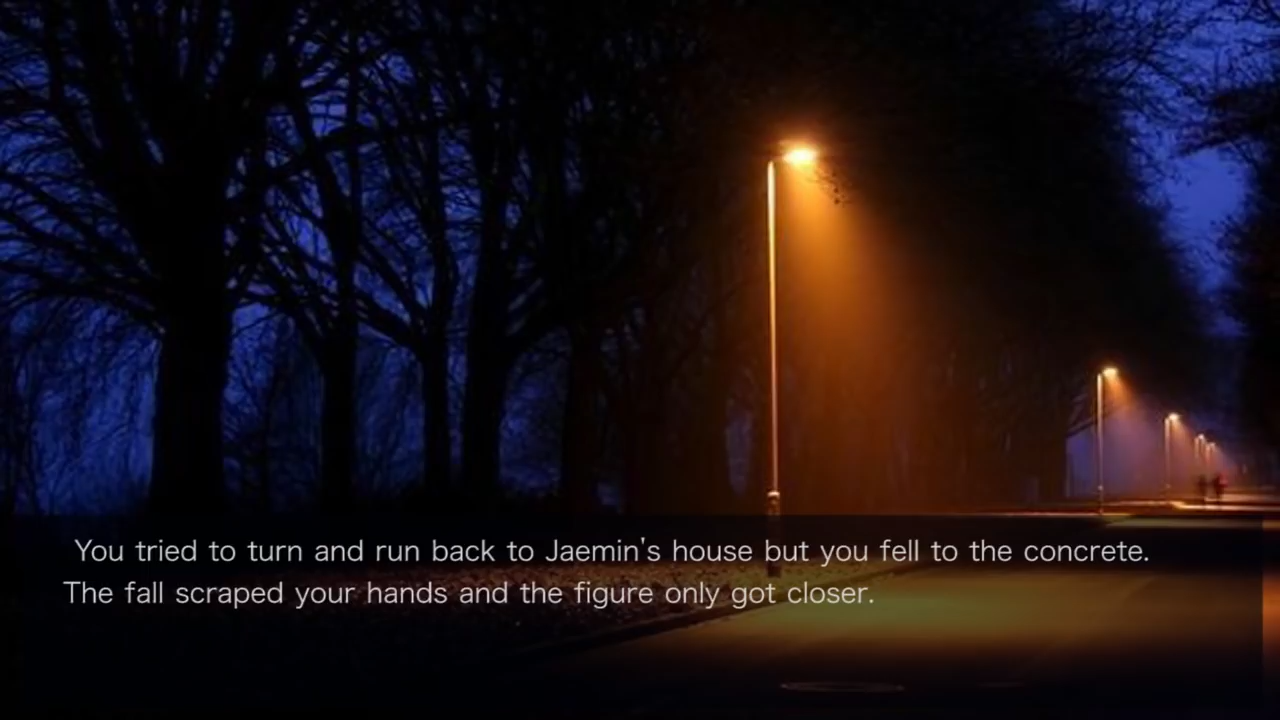 You tried to turn and run back to Jaemin's house but you fell to the concrete.
The fall scraped your hands and the figure only got closer.